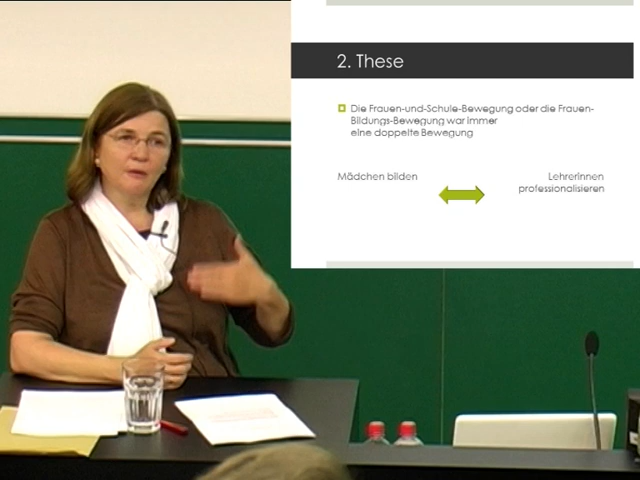 2. These
Die Frauen-und-Schule-Bewegung oder die Frauen-
Bildungs-Bewegung war immer
eine doppelte Bewegung
Mädchen bilden
Lehrerinnen
professionalisieren